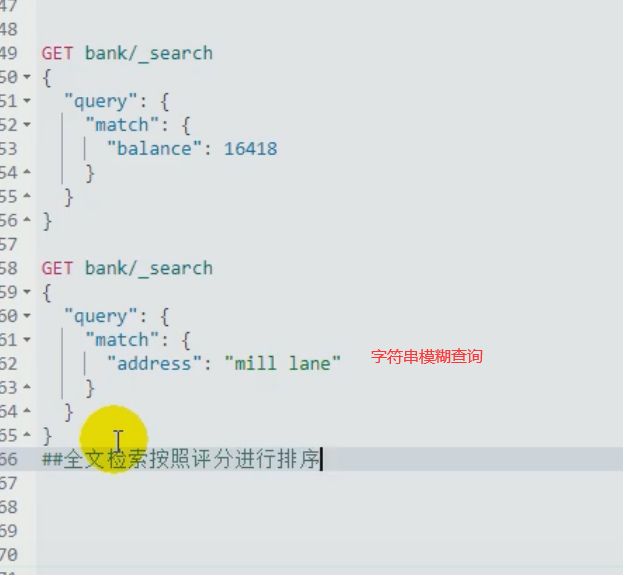 47
48
49 GET bank/_search
50 {
51 "query": {
52 "match": {
53 "balance": 16418
54 }
55 }
56 }
57
58 GET bank/_search
59 {
60 "query": {
61 "match": {
62 "address": "mill lane" 字符串模糊查询
63 }
64 }
65 }
66 ##全文检索按照评分进行排序
67
68
69
70